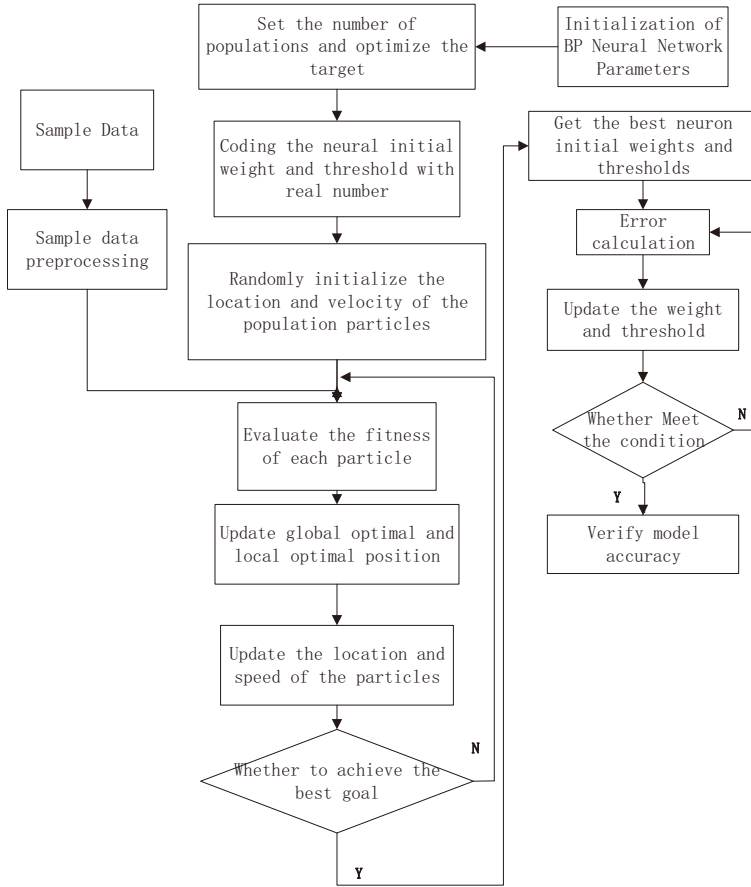 Set the number of
populations and optimize the
target
Initialization of
BP Neural Network
Parameters
Sample Data
Coding the neural initial
weight and threshold with
real number
Get the best neuron
initial weights and
thresholds
Sample data
preprocessing
Error
calculation
Randomly initialize the
location and velocity of the
population particles
Update the weight
and threshold
Whether Meet
the condition
N
Evaluate the fitness
of each particle
Y
Update global optimal and
local optimal position
Verify model
accuracy
Update the location and
speed of the particles
N
Whether to achieve the
best goal
Y